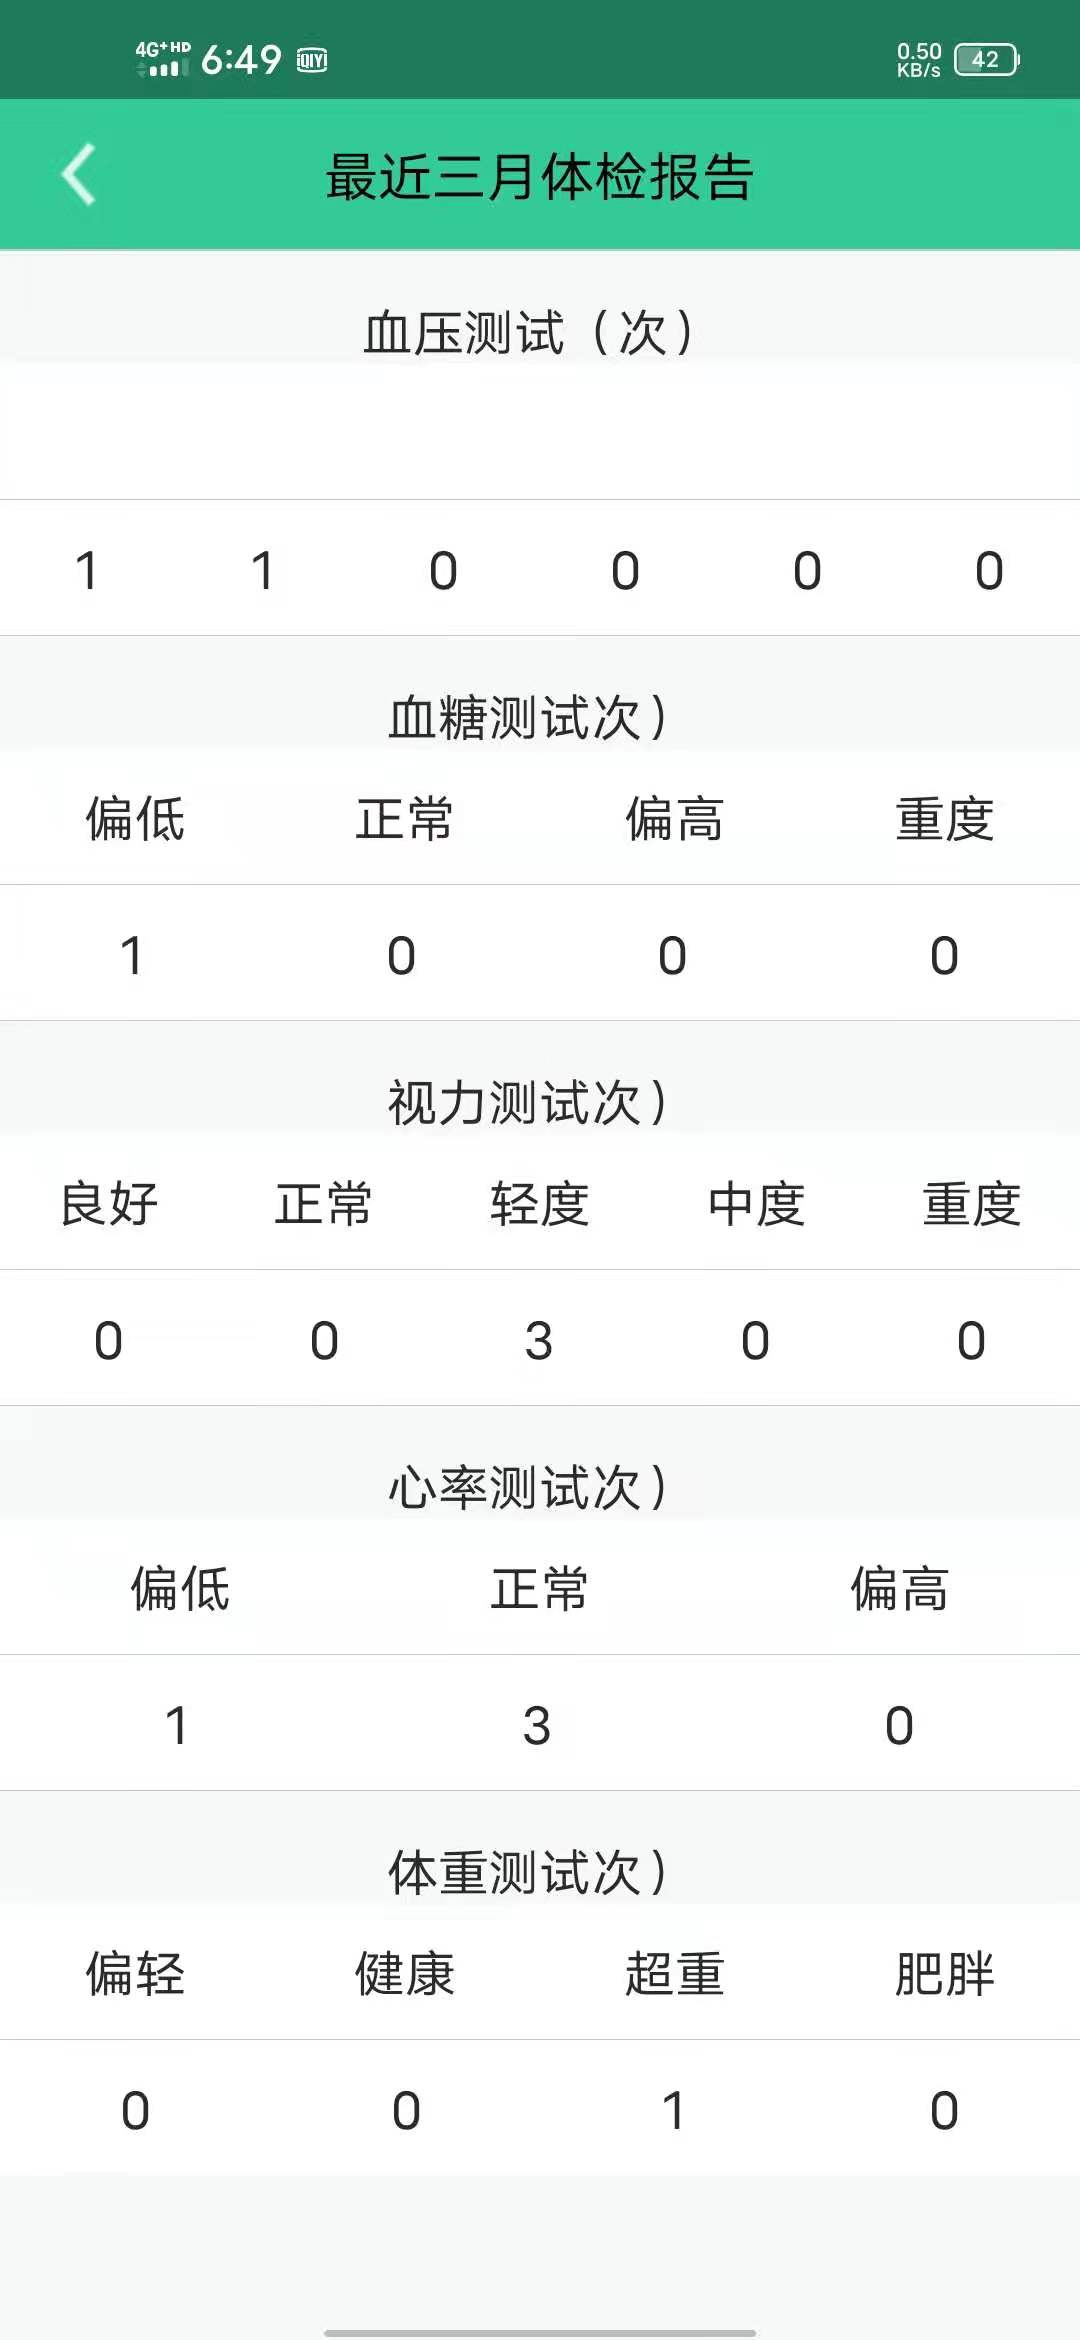 4G+ HD 6:49 iQIYI 0.50 KB/s 42
最近三月体检报告
血压测试（次）
1 1 0 0 0 0
血糖测试次）
偏低 正常 偏高 重度
1 0 0 0
视力测试次）
良好 正常 轻度 中度 重度
0 0 3 0 0
心率测试次）
偏低 正常 偏高
1 3 0
体重测试次）
偏轻 健康 超重 肥胖
0 0 1 0